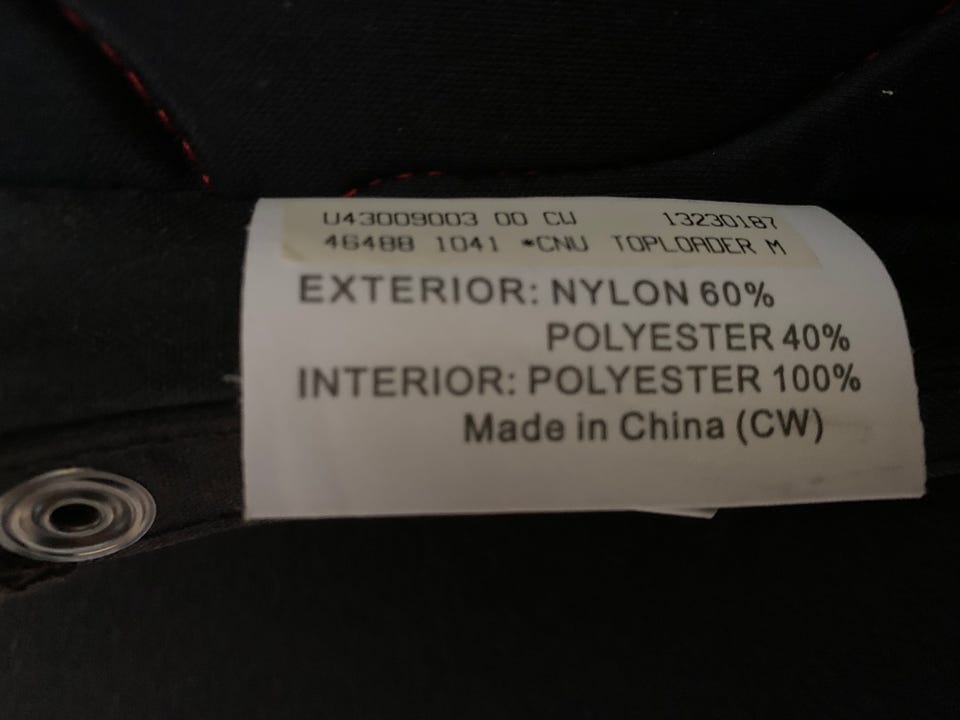 U43009003 00 CW 13230187
46488 1041 *CNU TOPLOADER M
EXTERIOR: NYLON 60%
POLYESTER 40%
INTERIOR: POLYESTER 100%
Made in China (CW)